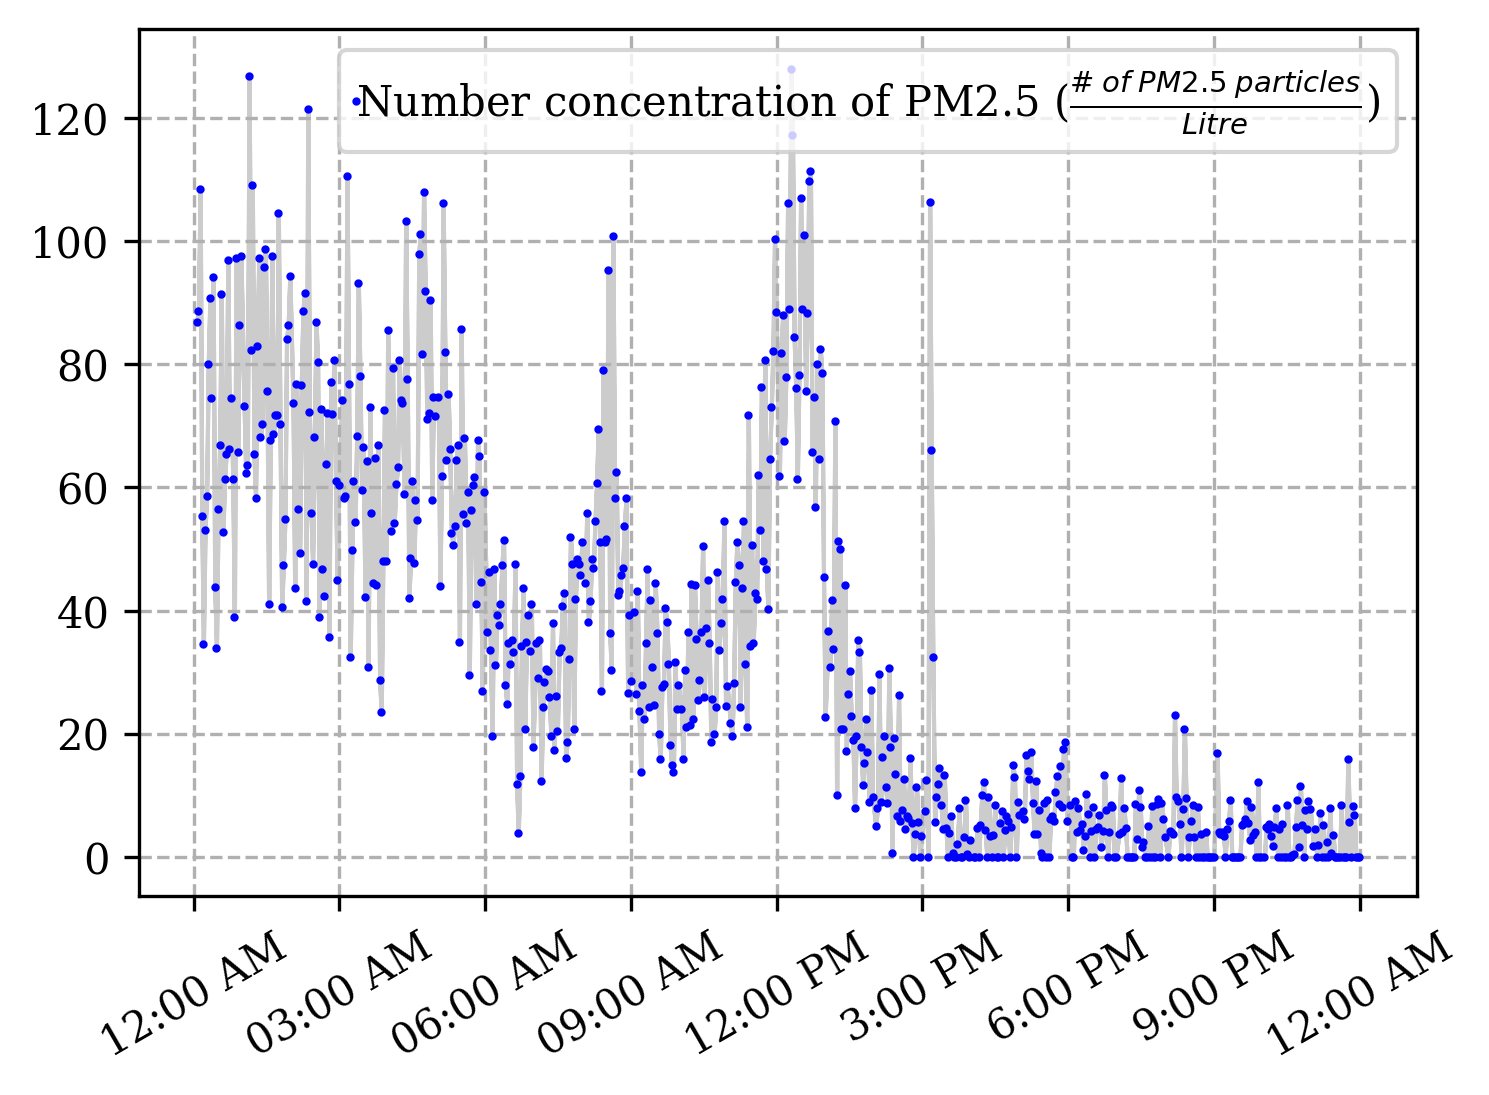 Number concentration of PM2.5 (# of PM2.5 particles / Litre)
120
100
80
60
40
20
0
12:00 AM
03:00 AM
06:00 AM
09:00 AM
12:00 PM
3:00 PM
6:00 PM
9:00 PM
12:00 AM